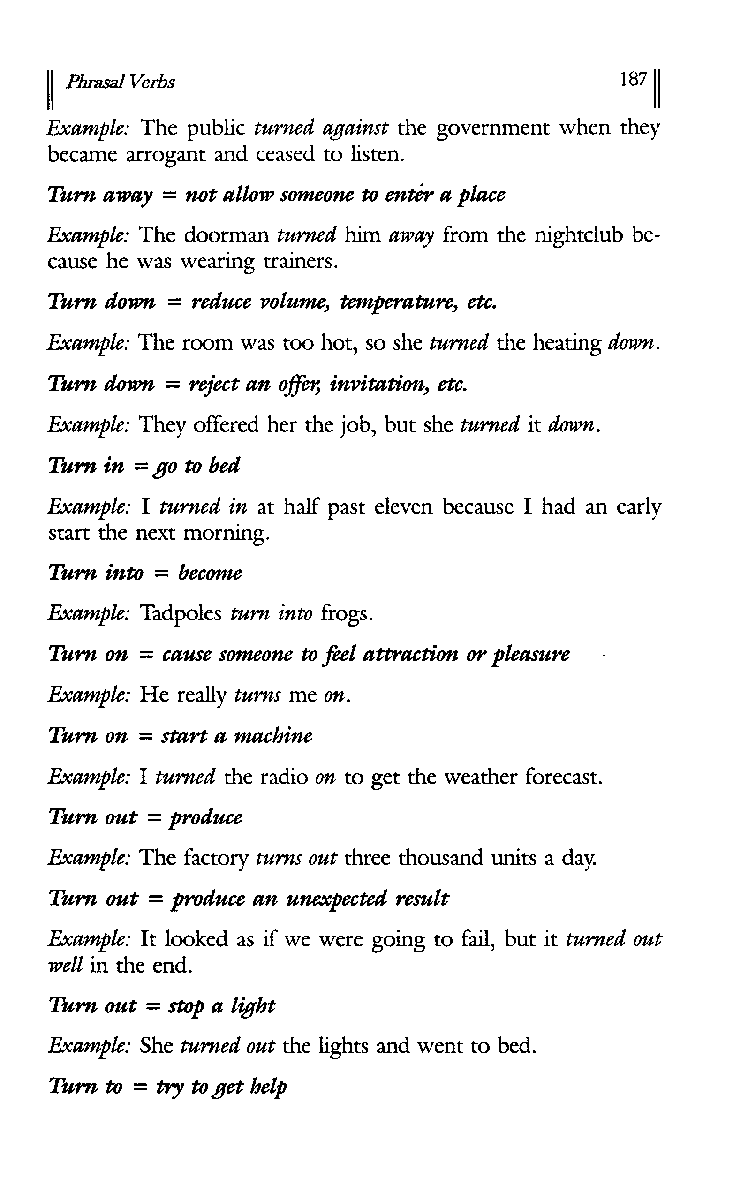 Phrasal Verbs 187
Example: The public turned against the government when they
became arrogant and ceased to listen.
Turn away = not allow someone to enter a place
Example: The doorman turned him away from the nightclub be-
cause he was wearing trainers.
Turn down = reduce volume, temperature, etc.
Example: The room was too hot, so she turned the heating down.
Turn down = reject an offer, invitation, etc.
Example: They offered her the job, but she turned it down.
Turn in = go to bed
Example: I turned in at half past eleven because I had an early
start the next morning.
Turn into = become
Example: Tadpoles turn into frogs.
Turn on = cause someone to feel attraction or pleasure
Example: He really turns me on.
Turn on = start a machine
Example: I turned the radio on to get the weather forecast.
Turn out = produce
Example: The factory turns out three thousand units a day.
Turn out = produce an unexpected result
Example: It looked as if we were going to fail, but it turned out
well in the end.
Turn out = stop a light
Example: She turned out the lights and went to bed.
Turn to = try to get help